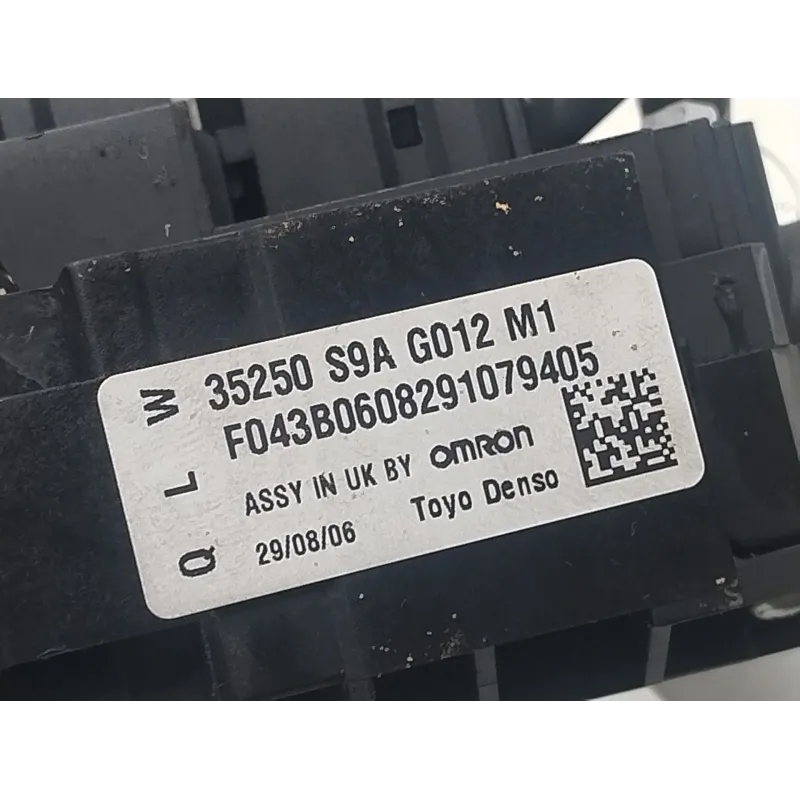 35250 S9A G012 M1
F043B0608291079405
ASSY IN UK BY OMRON
29/08/06 Toyo Denso
W
L
Q